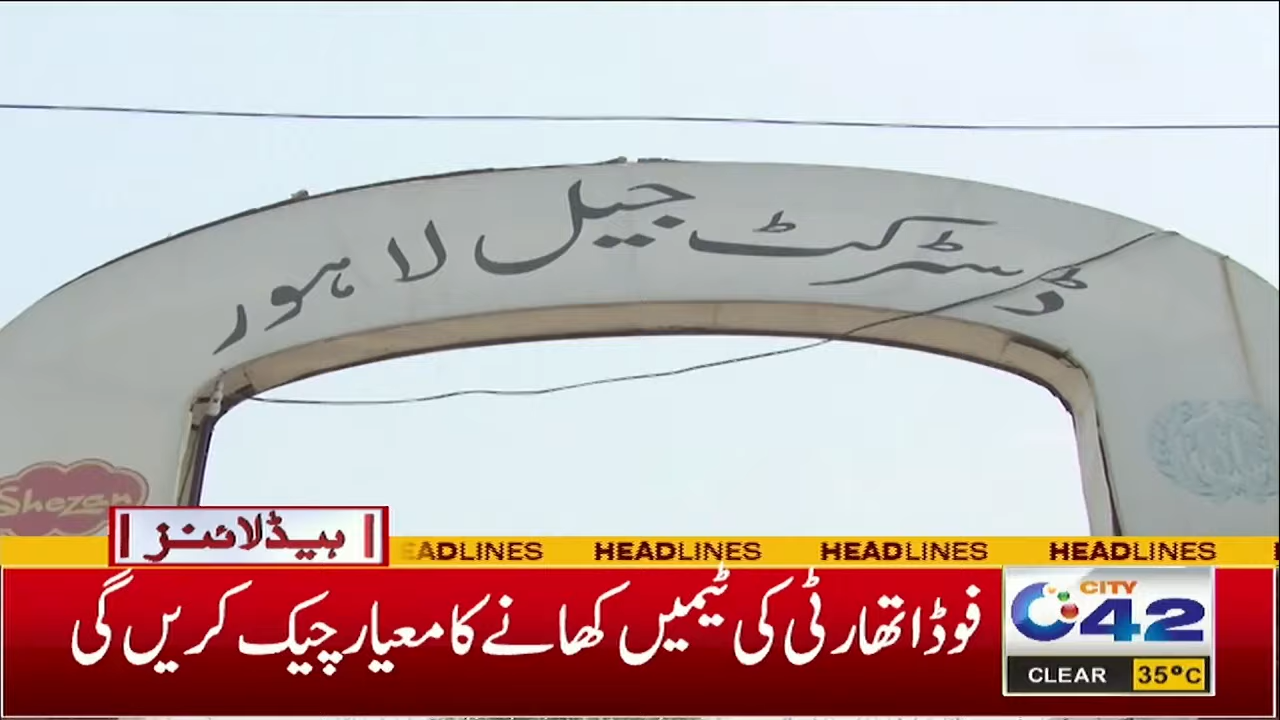 ڈسٹرکٹ جیل لاہور
Shezan
ہیڈلائنز
EADLINES HEADLINES HEADLINES HEADLINES
فوڈ اتھارٹی کی ٹیمیں کھانے کا معیار چیک کریں گی
CITY
42
CLEAR 35°C